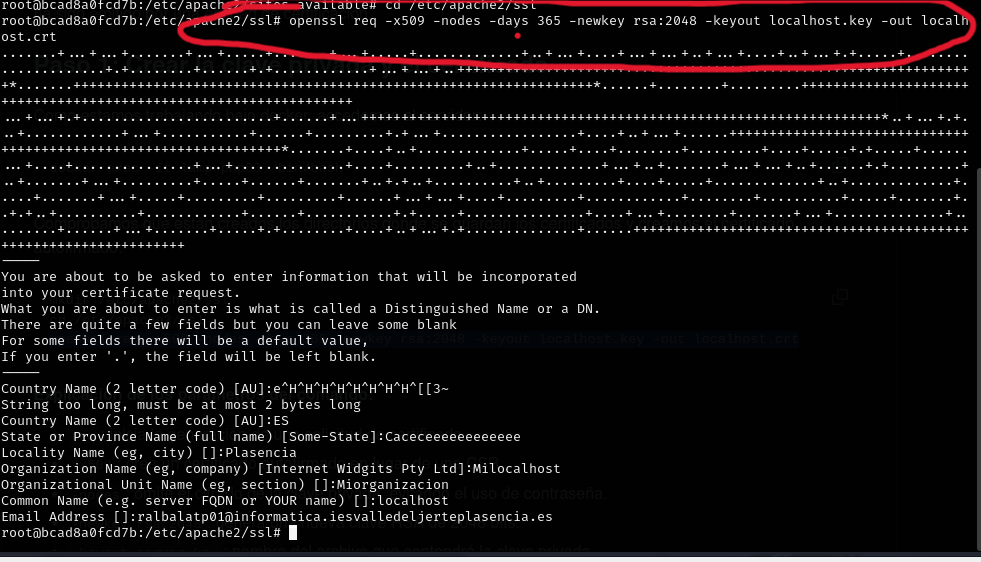 root@bcad8a0fcd7b:/etc/apache2/sites-available# cd /etc/apache2/ssl
root@bcad8a0fcd7b:/etc/apache2/ssl# openssl req -x509 -nodes -days 365 -newkey rsa:2048 -keyout localhost.key -out localh
ost.crt
-----
You are about to be asked to enter information that will be incorporated
into your certificate request.
What you are about to enter is what is called a Distinguished Name or a DN.
There are quite a few fields but you can leave some blank
For some fields there will be a default value,
If you enter '.', the field will be left blank.
-----
Country Name (2 letter code) [AU]:e^H^H^H^H^H^H^H^H^H^[[3~
String too long, must be at most 2 bytes long
Country Name (2 letter code) [AU]:ES
State or Province Name (full name) [Some-State]:Caceceeeeeeeeeeee
Locality Name (eg, city) []:Plasencia
Organization Name (eg, company) [Internet Widgits Pty Ltd]:Milocalhost
Organizational Unit Name (eg, section) []:Miorganizacion
Common Name (e.g. server FQDN or YOUR name) []:localhost
Email Address []:ralbalatp01@informatica.iesvalledeljerteplasencia.es
root@bcad8a0fcd7b:/etc/apache2/ssl#